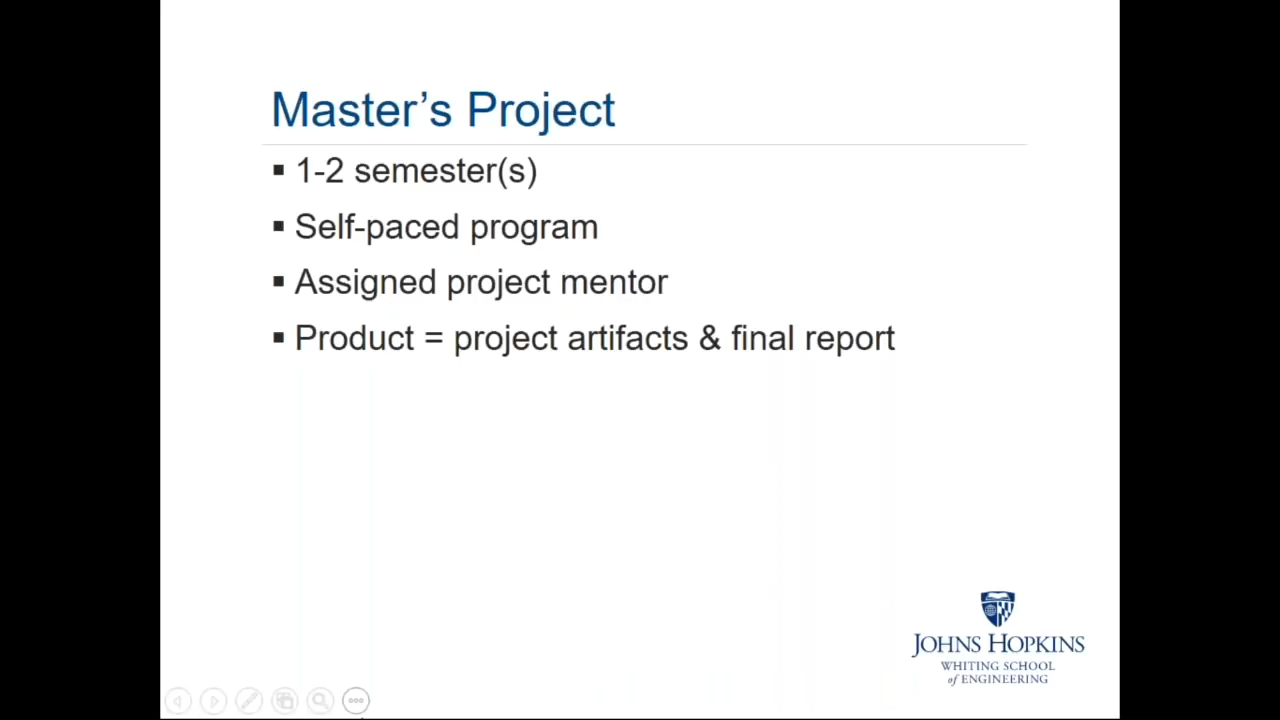 Master's Project
▪ 1-2 semester(s)
▪ Self-paced program
▪ Assigned project mentor
▪ Product = project artifacts & final report
JOHNS HOPKINS
WHITING SCHOOL
of ENGINEERING